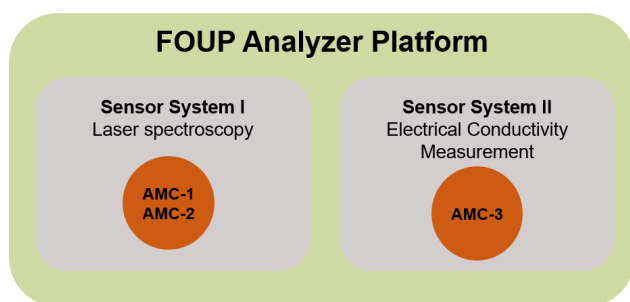 FOUP Analyzer Platform
Sensor System I
Laser spectroscopy
AMC-1
AMC-2
Sensor System II
Electrical Conductivity
Measurement
AMC-3